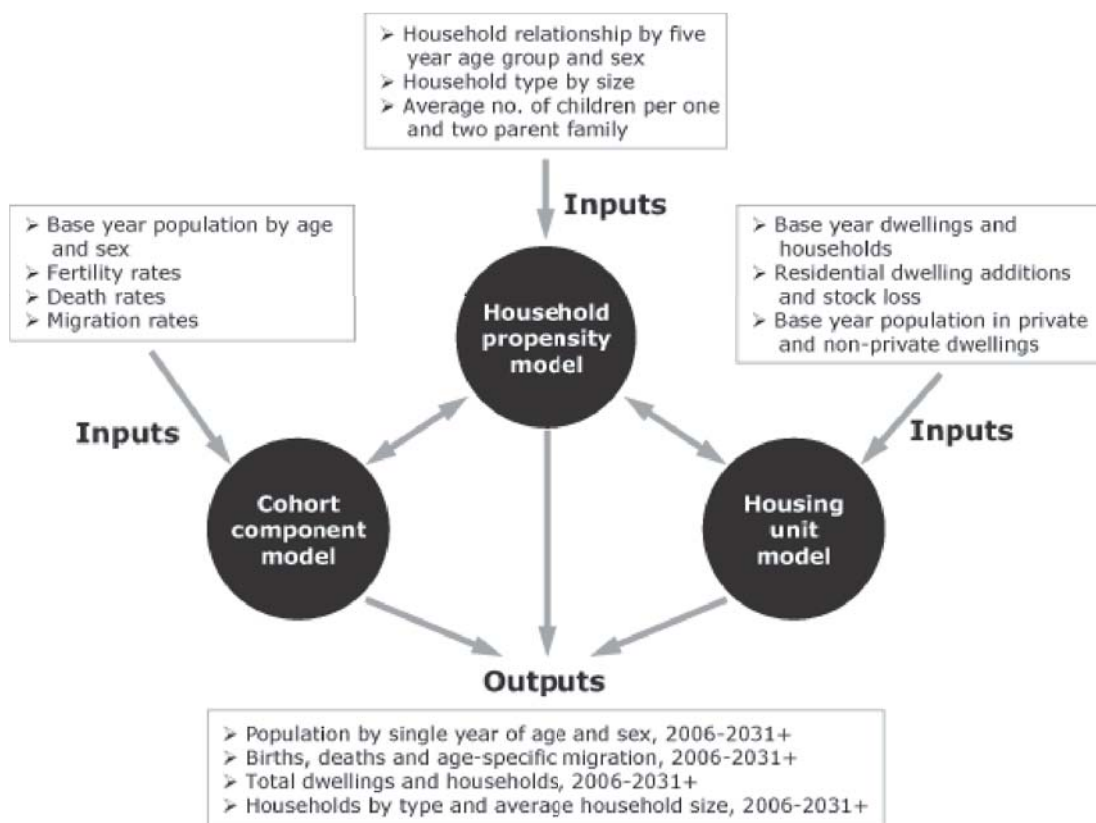 ➢ Household relationship by five
year age group and sex
➢ Household type by size
➢ Average no. of children per one
and two parent family
Inputs
➢ Base year population by age
and sex
➢ Fertility rates
➢ Death rates
➢ Migration rates
➢ Base year dwellings and
households
➢ Residential dwelling additions
and stock loss
➢ Base year population in private
and non-private dwellings
Household
propensity
model
Inputs
Inputs
Cohort
component
model
Housing
unit
model
Outputs
➢ Population by single year of age and sex, 2006-2031+
➢ Births, deaths and age-specific migration, 2006-2031+
➢ Total dwellings and households, 2006-2031+
➢ Households by type and average household size, 2006-2031+